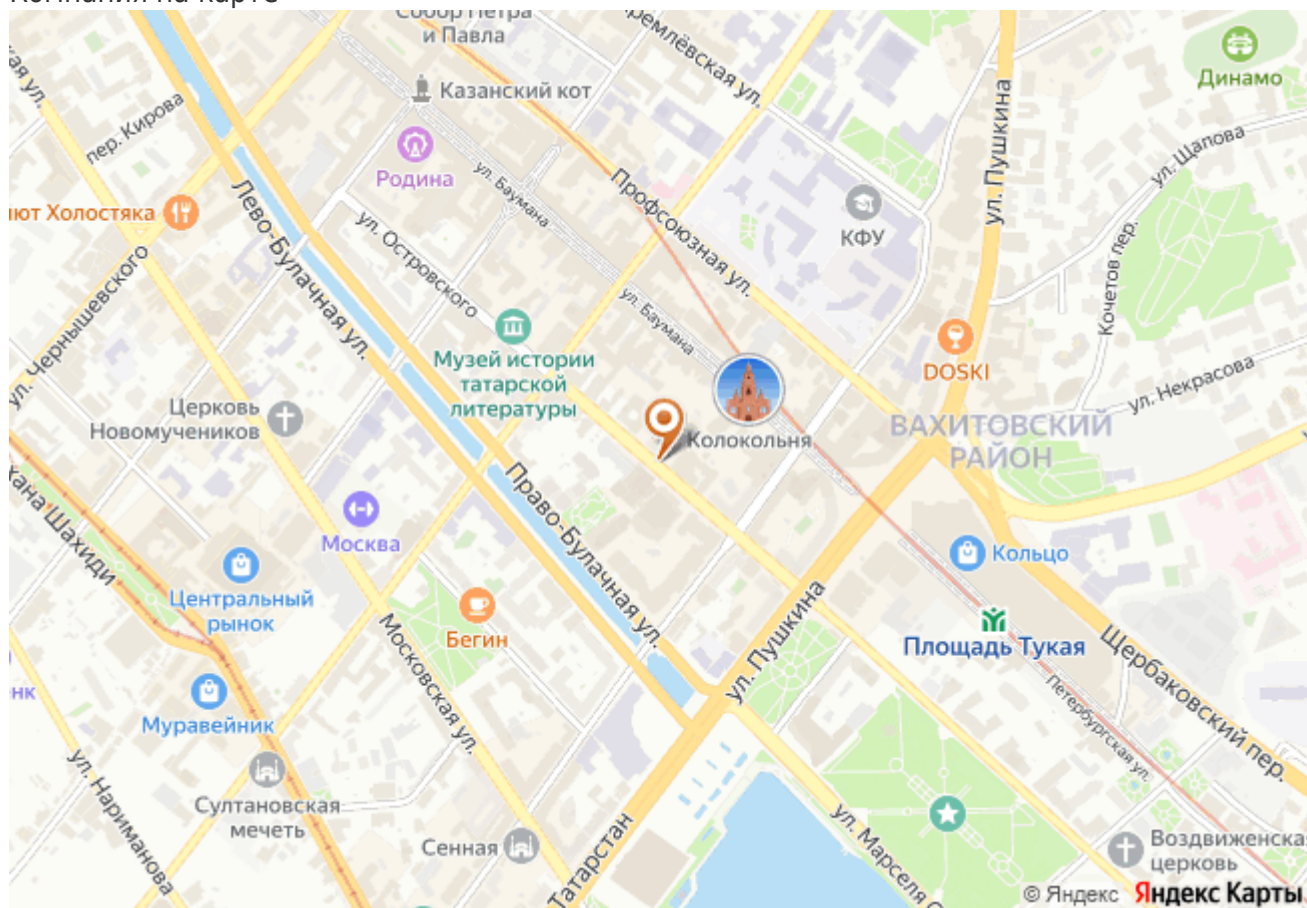 Компания на карте
Собор Петра
и Павла
Кремлёвская ул.
Динамо
Казанский кот
пер. Кирова
Родина
ул. Баумана
ул. Пушкина
ул. Щапова
Профсоюзная ул.
КФУ
Холостяка
Лево-Булачная ул.
ул. Островского
Кочетов пер.
ул. Чернышевского
ул. Баумана
Музей истории
татарской
литературы
DOSKI
ул. Некрасова
Церковь
Новомучеников
Колокольня
ВАХИТОВСКИЙ
РАЙОН
Право-Булачная ул.
Шахиди
Москва
Кольцо
Центральный
рынок
Бегин
ул. Пушкина
Площадь Тукая
Щербаковский пер.
Московская ул.
Петербургская ул.
Муравейник
ул. Нариманова
Султановская
мечеть
Сенная
Татарстан
ул. Марселя
Воздвиженска
церковь
© Яндекс Яндекс Карты